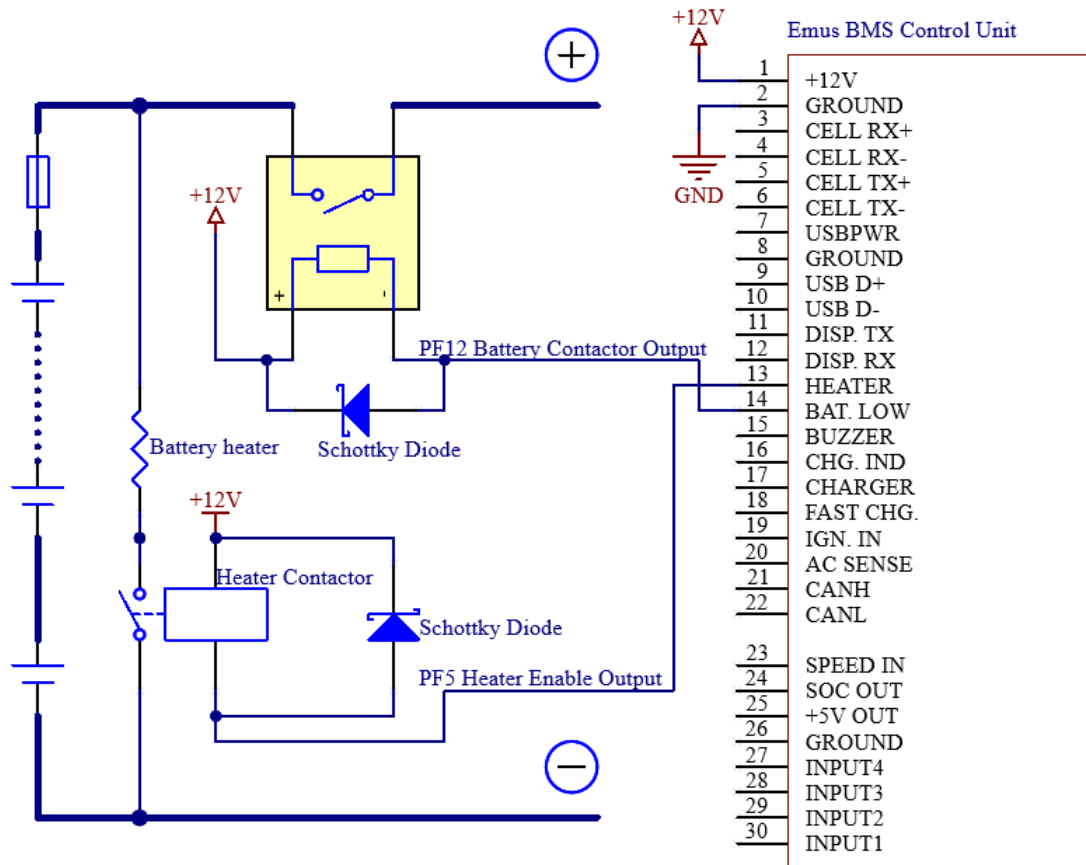 +12V
Emus BMS Control Unit
1 +12V
2 GROUND
3 CELL RX+
4 CELL RX-
5 CELL TX+
6 CELL TX-
7 USBPWR
8 GROUND
9 USB D+
10 USB D-
11 DISP. TX
12 DISP. RX
13 HEATER
14 BAT. LOW
15 BUZZER
16 CHG. IND
17 CHARGER
18 FAST CHG.
19 IGN. IN
20 AC SENSE
21 CANH
22 CANL
23 SPEED IN
24 SOC OUT
25 +5V OUT
26 GROUND
27 INPUT4
28 INPUT3
29 INPUT2
30 INPUT1
GND
+
+12V
+ -
PF12 Battery Contactor Output
Schottky Diode
Battery heater
+12V
Heater Contactor
Schottky Diode
PF5 Heater Enable Output
−